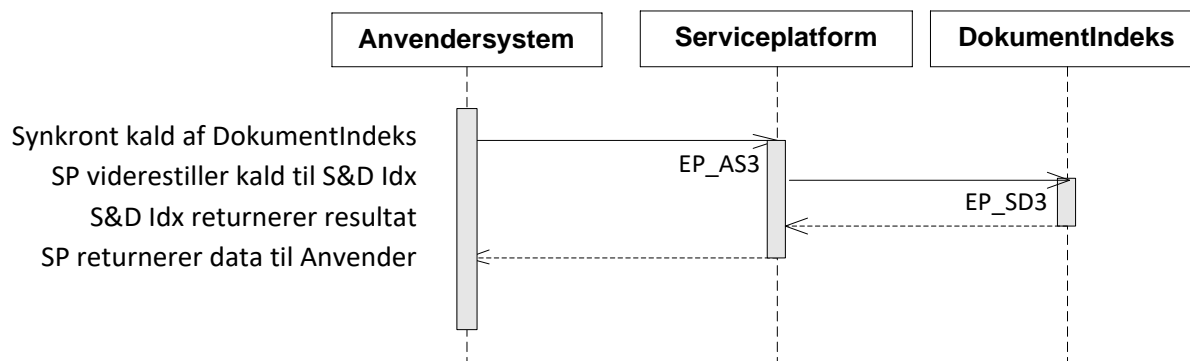 Anvendersystem
Serviceplatform
DokumentIndeks
Synkront kald af DokumentIndeks
EP_AS3
SP viderestiller kald til S&D Idx
EP_SD3
S&D Idx returnerer resultat
SP returnerer data til Anvender